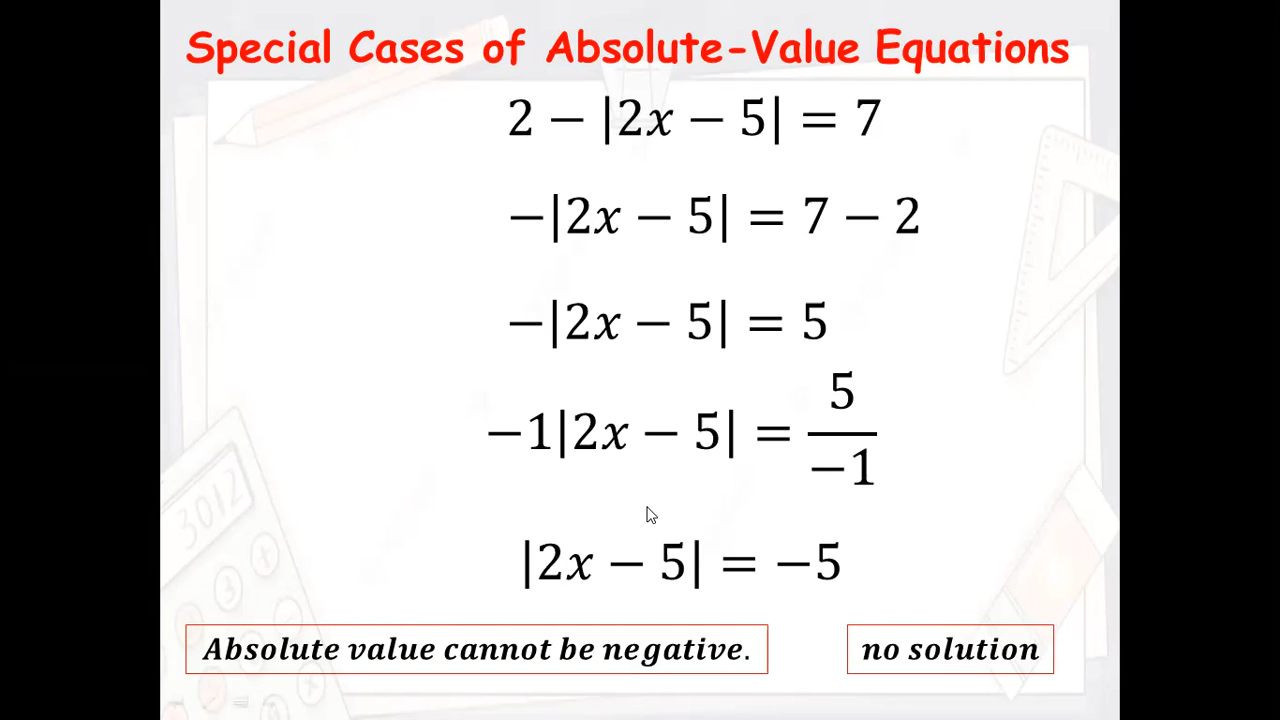 Special Cases of Absolute-Value Equations
2 − |2x − 5| = 7
−|2x − 5| = 7 − 2
−|2x − 5| = 5
−1|2x − 5| = 5/−1
|2x − 5| = −5
Absolute value cannot be negative.
no solution
3012